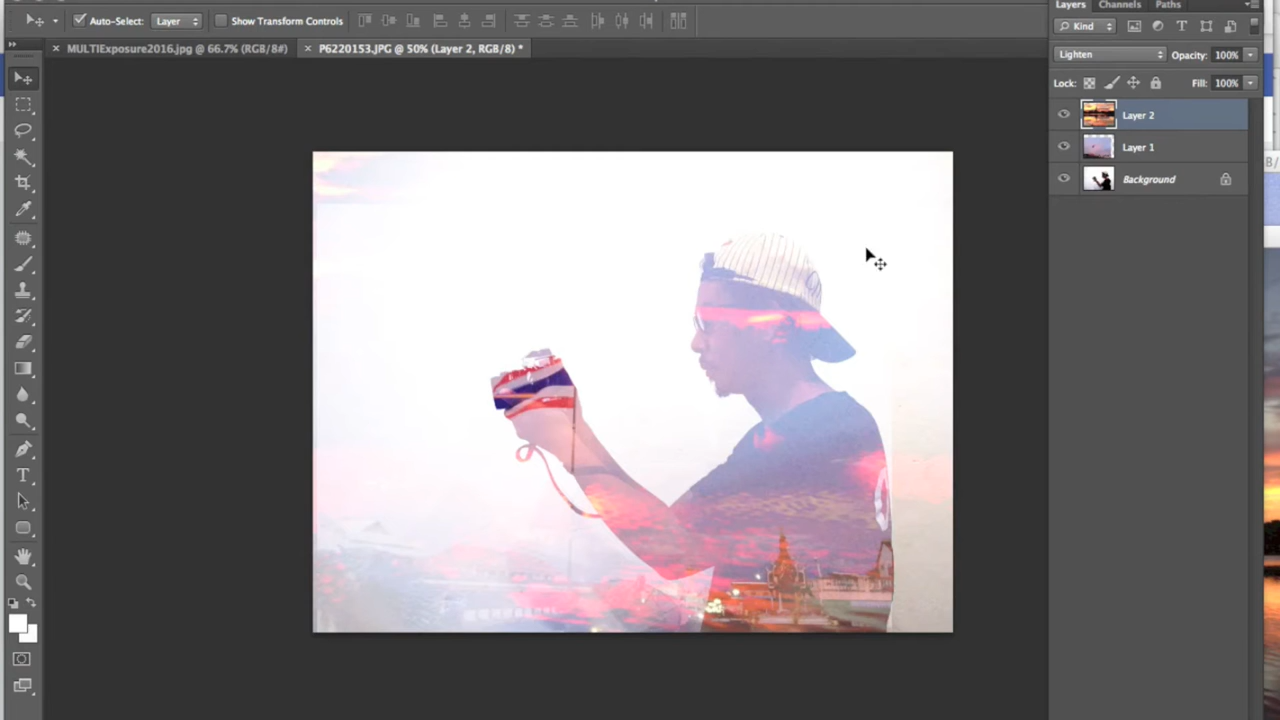 Auto-Select: Layer Show Transform Controls
MULTIExposure2016.jpg @ 66.7% (RGB/8#) P6220153.JPG @ 50% (Layer 2, RGB/8) *
Layers Channels Paths
Kind
Lighten Opacity: 100%
Lock: Fill: 100%
Layer 2
Layer 1
Background